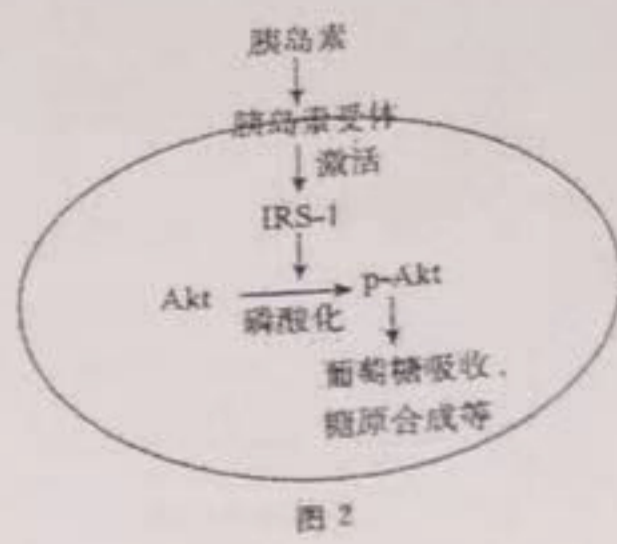 胰岛素
胰岛素受体
激活
IRS-1
Akt
p-Akt
磷酸化
葡萄糖吸收、
糖原合成等
图 2